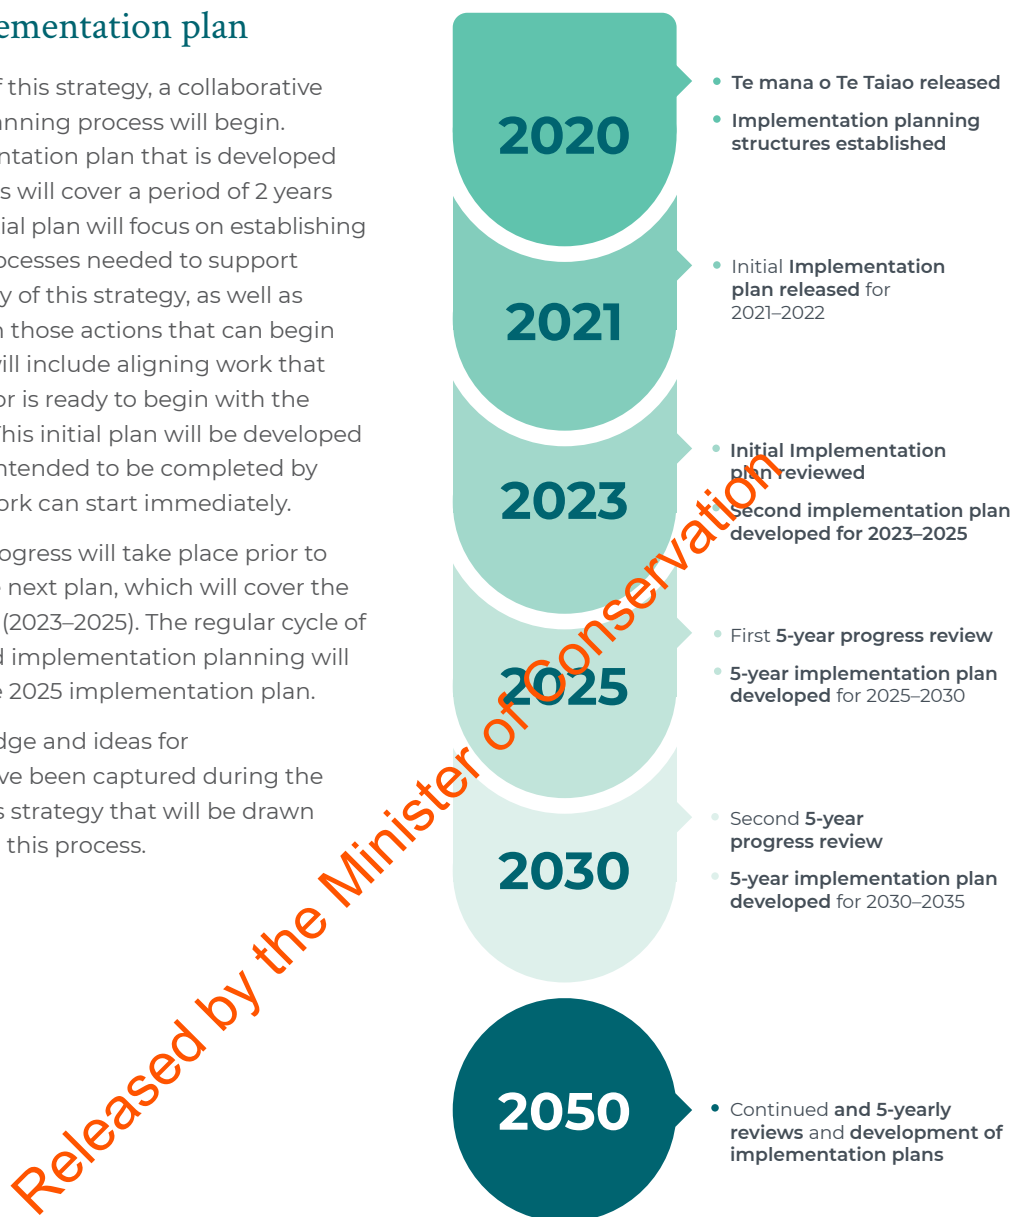 ementation plan
f this strategy, a collaborative
anning process will begin.
ntation plan that is developed
s will cover a period of 2 years
ial plan will focus on establishing
ocesses needed to support
y of this strategy, as well as
n those actions that can begin
will include aligning work that
or is ready to begin with the
This initial plan will be developed
ntended to be completed by
ork can start immediately.
ogress will take place prior to
e next plan, which will cover the
(2023–2025). The regular cycle of
d implementation planning will
e 2025 implementation plan.
dge and ideas for
ve been captured during the
s strategy that will be drawn
this process.
2020
• Te mana o Te Taiao released
• Implementation planning
structures established
2021
• Initial Implementation
plan released for
2021–2022
2023
• Initial Implementation
plan reviewed
• Second implementation plan
developed for 2023–2025
2025
• First 5-year progress review
• 5-year implementation plan
developed for 2025–2030
2030
• Second 5-year
progress review
• 5-year implementation plan
developed for 2030–2035
2050
• Continued and 5-yearly
reviews and development of
implementation plans
Released by the Minister of Conservation